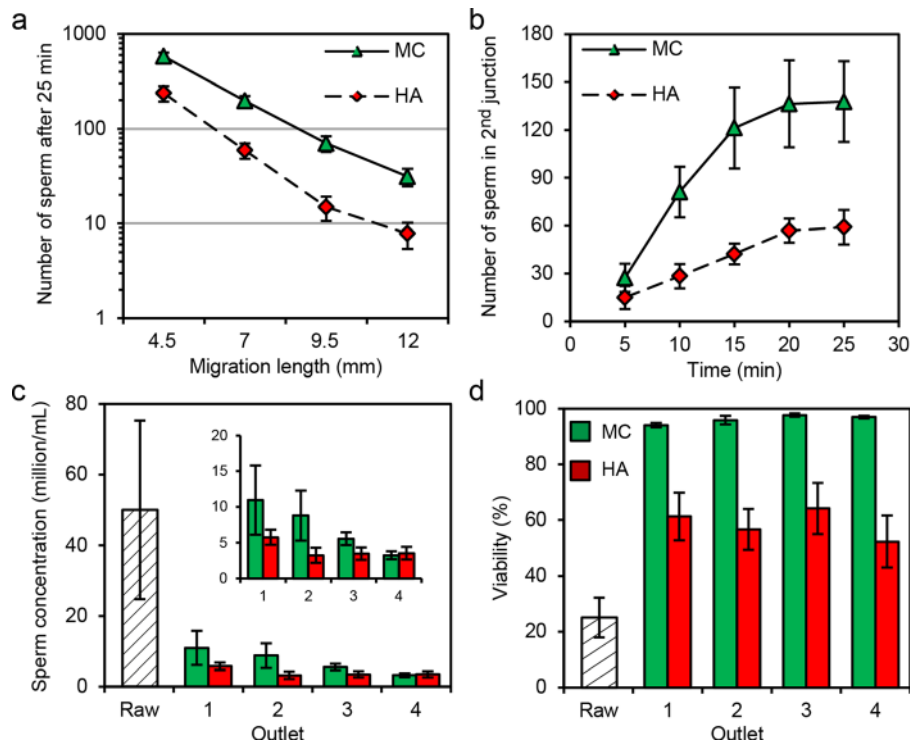 a
Number of sperm after 25 min
1000
100
10
1
MC
HA
4.5 7 9.5 12
Migration length (mm)
b
Number of sperm in 2nd junction
180
150
120
90
60
30
0
MC
HA
0 5 10 15 20 25 30
Time (min)
c
Sperm concentration (million/mL)
80
60
40
20
0
20
15
10
5
0
1 2 3 4
Raw 1 2 3 4
Outlet
d
Viability (%)
100
80
60
40
20
0
MC
HA
Raw 1 2 3 4
Outlet